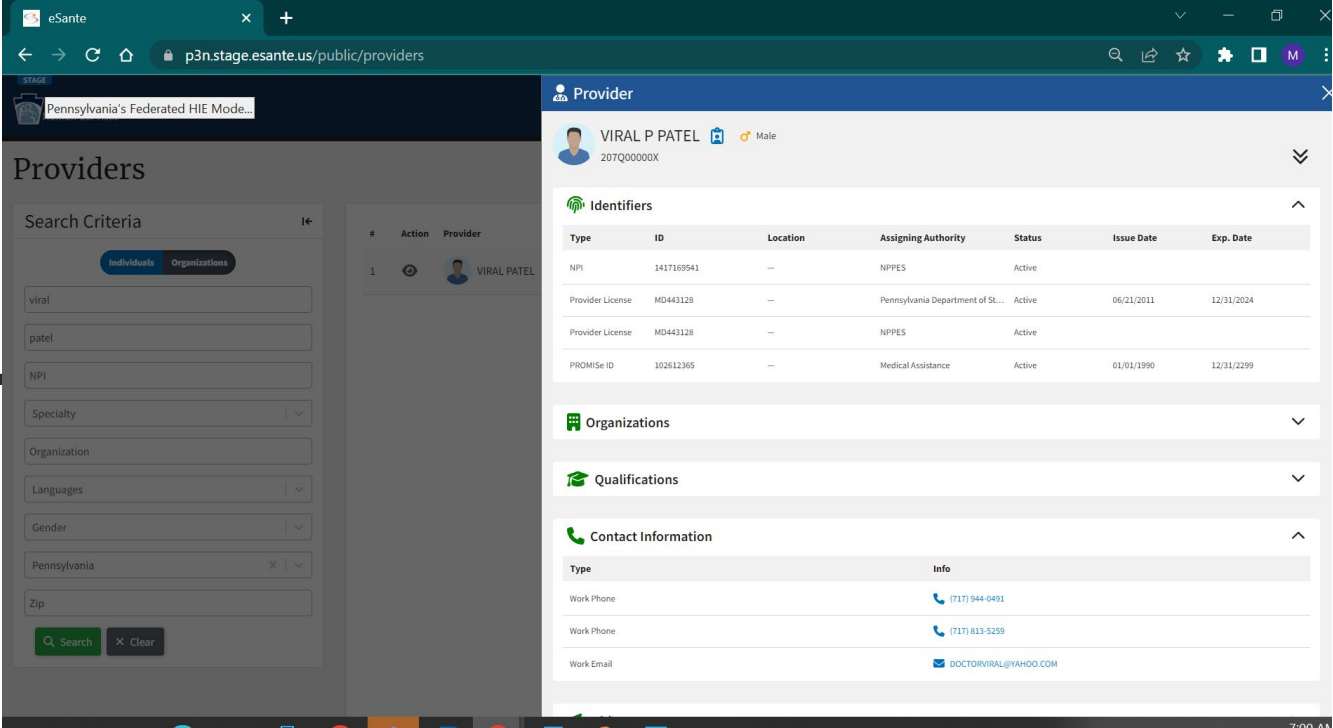 eSante
p3n.stage.esante.us/public/providers
M
STAGE
Pennsylvania's Federated HIE Mode...
Providers
Search Criteria
Individuals Organizations
viral
patel
NPI
Specialty
Organization
Languages
Gender
Pennsylvania
Zip
Search Clear
# Action Provider
1 VIRAL PATEL
Provider
VIRAL P PATEL Male
207Q00000X
Identifiers
Type ID Location Assigning Authority Status Issue Date Exp. Date
NPI 1417169541 — NPPES Active
Provider License MD443128 — Pennsylvania Department of St... Active 06/21/2011 12/31/2024
Provider License MD443128 — NPPES Active
PROMISe ID 102612365 — Medical Assistance Active 01/01/1990 12/31/2299
Organizations
Qualifications
Contact Information
Type Info
Work Phone (717) 944-0491
Work Phone (717) 813-5259
Work Email DOCTORVIRAL@YAHOO.COM
7:00 AM